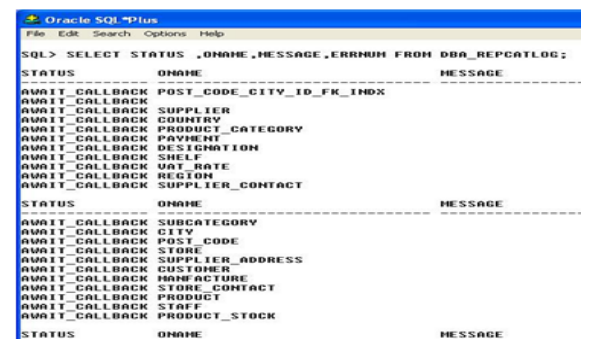 Oracle SQL*Plus
File Edit Search Options Help
SQL> SELECT STATUS ,ONAME,MESSAGE,ERRNUM FROM DBA_REPCATLOG;
STATUS ONAME MESSAGE
AWAIT_CALLBACK POST_CODE_CITY_ID_FK_INDX
AWAIT_CALLBACK
AWAIT_CALLBACK SUPPLIER
AWAIT_CALLBACK COUNTRY
AWAIT_CALLBACK PRODUCT_CATEGORY
AWAIT_CALLBACK PAYMENT
AWAIT_CALLBACK DESIGNATION
AWAIT_CALLBACK SHELF
AWAIT_CALLBACK VAT_RATE
AWAIT_CALLBACK REGION
AWAIT_CALLBACK SUPPLIER_CONTACT
STATUS ONAME MESSAGE
AWAIT_CALLBACK SUBCATEGORY
AWAIT_CALLBACK CITY
AWAIT_CALLBACK POST_CODE
AWAIT_CALLBACK STORE
AWAIT_CALLBACK SUPPLIER_ADDRESS
AWAIT_CALLBACK CUSTOMER
AWAIT_CALLBACK MANFACTURE
AWAIT_CALLBACK STORE_CONTACT
AWAIT_CALLBACK PRODUCT
AWAIT_CALLBACK STAFF
AWAIT_CALLBACK PRODUCT_STOCK
STATUS ONAME MESSAGE